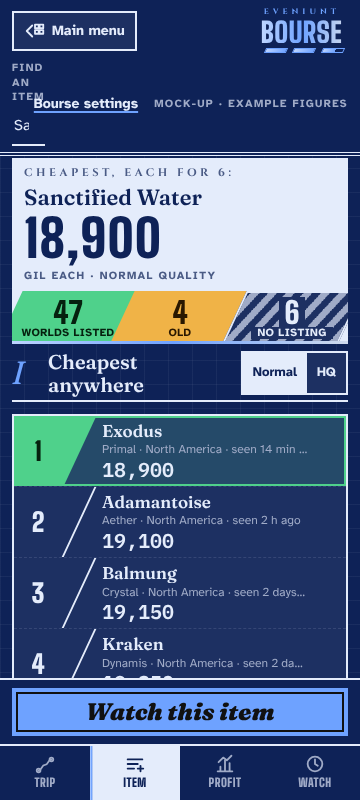 Main menu
EVENIUNT
BOURSE
FIND
AN
ITEM
Bourse settings
MOCK-UP · EXAMPLE FIGURES
Sa
CHEAPEST, EACH FOR 6:
Sanctified Water
18,900
GIL EACH · NORMAL QUALITY
47
WORLDS LISTED
4
OLD
6
NO LISTING
I
Cheapest
anywhere
Normal
HQ
1
Exodus
Primal · North America · seen 14 min ...
18,900
2
Adamantoise
Aether · North America · seen 2 h ago
19,100
3
Balmung
Crystal · North America · seen 2 days...
19,150
4
Kraken
Dynamis · North America · seen 2 da...
Watch this item
TRIP
ITEM
PROFIT
WATCH